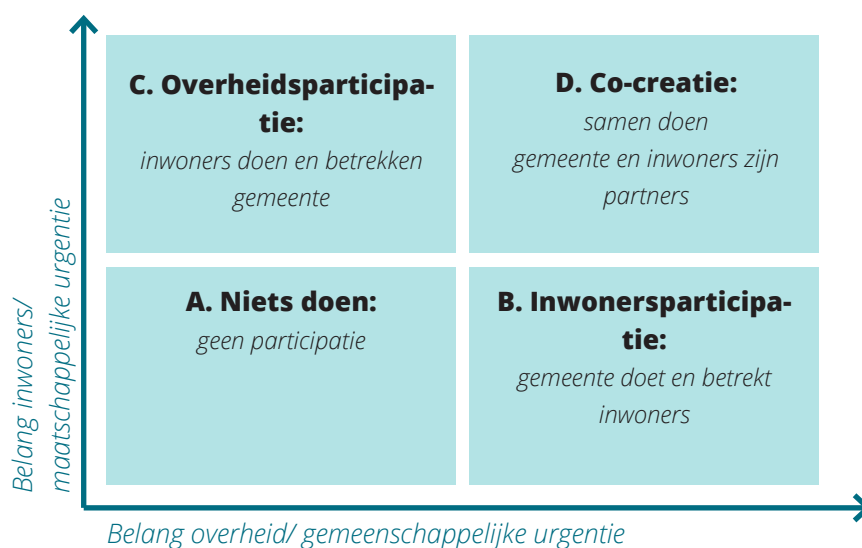 C. Overheidsparticipa-
tie:
inwoners doen en betrekken
gemeente
D. Co-creatie:
samen doen
gemeente en inwoners zijn
partners
A. Niets doen:
geen participatie
B. Inwonersparticipa-
tie:
gemeente doet en betrekt
inwoners
Belang inwoners/
maatschappelijke urgentie
Belang overheid/ gemeenschappelijke urgentie